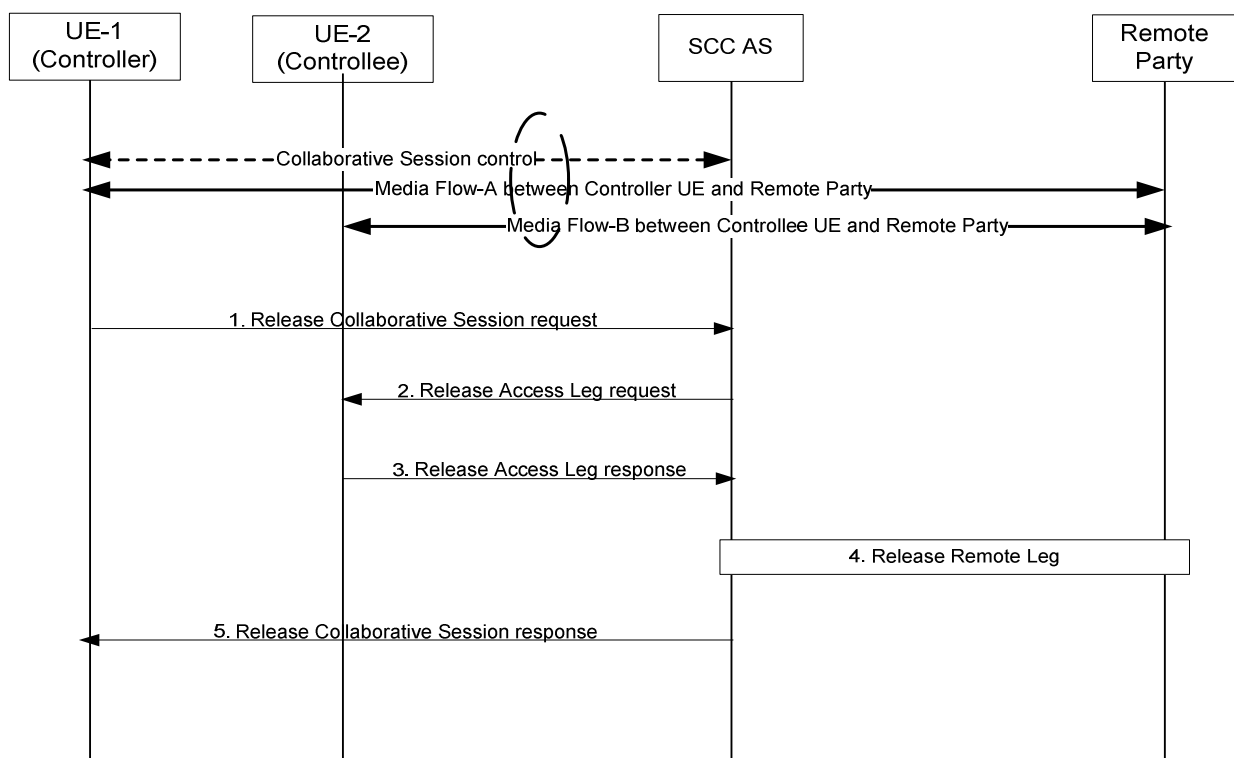 UE-1
(Controller)
UE-2
(Controllee)
SCC AS
Remote
Party
Collaborative Session control
Media Flow-A between Controller UE and Remote Party
Media Flow-B between Controllee UE and Remote Party
1. Release Collaborative Session request
2. Release Access Leg request
3. Release Access Leg response
4. Release Remote Leg
5. Release Collaborative Session response